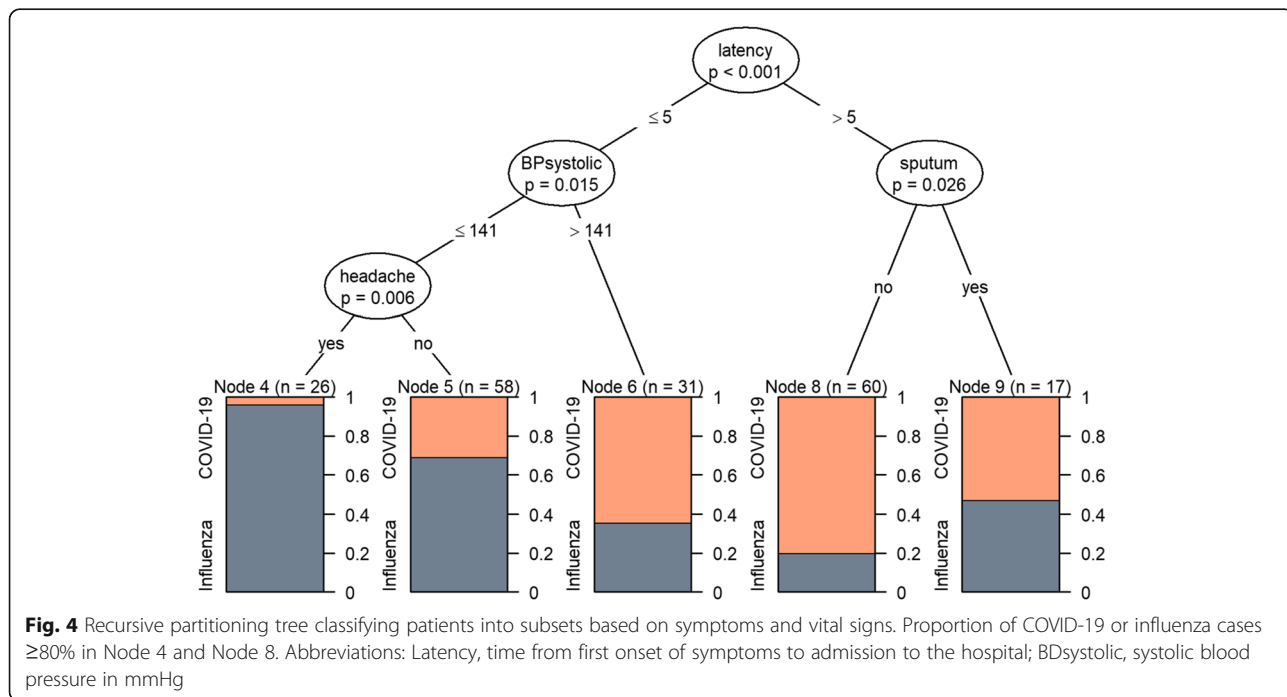 latency
p < 0.001
≤ 5
> 5
BPsystolic
p = 0.015
sputum
p = 0.026
≤ 141
> 141
headache
p = 0.006
no
yes
yes
no
Node 4 (n = 26)
Node 5 (n = 58)
Node 6 (n = 31)
Node 8 (n = 60)
Node 9 (n = 17)
COVID-19
Influenza
1
0.8
0.6
0.4
0.2
0
COVID-19
Influenza
1
0.8
0.6
0.4
0.2
0
COVID-19
Influenza
1
0.8
0.6
0.4
0.2
0
COVID-19
Influenza
1
0.8
0.6
0.4
0.2
0
COVID-19
Influenza
1
0.8
0.6
0.4
0.2
0
Fig. 4 Recursive partitioning tree classifying patients into subsets based on symptoms and vital signs. Proportion of COVID-19 or influenza cases
≥80% in Node 4 and Node 8. Abbreviations: Latency, time from first onset of symptoms to admission to the hospital; BDsystolic, systolic blood
pressure in mmHg